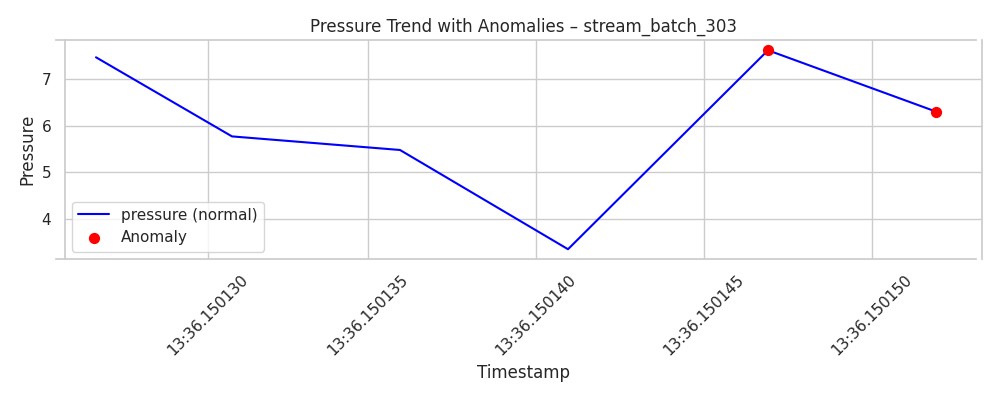 Pressure Trend with Anomalies – stream_batch_303
Pressure
7
6
5
4
pressure (normal)
Anomaly
13:36.150130
13:36.150135
13:36.150140
13:36.150145
13:36.150150
Timestamp